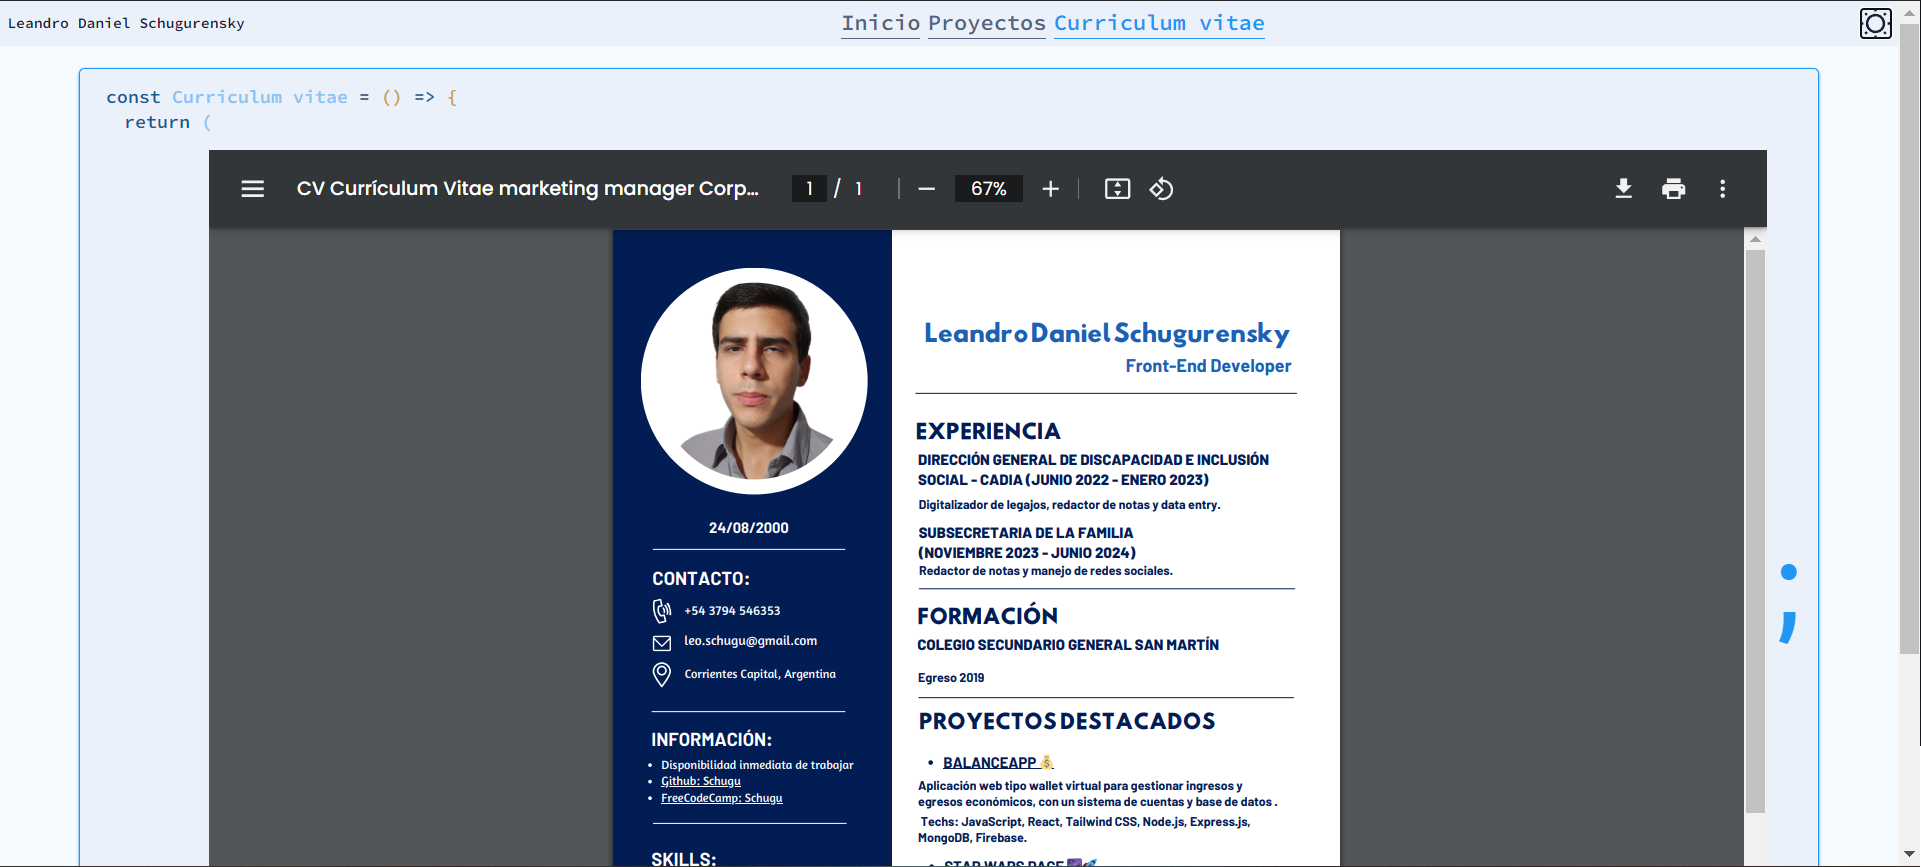 Leandro Daniel Schugurensky
Inicio Proyectos Curriculum vitae
const Curriculum vitae = () => {
return (
CV Currículum Vitae marketing manager Corp...
1 / 1
67%
24/08/2000
CONTACTO:
+54 3794 546353
leo.schugu@gmail.com
Corrientes Capital, Argentina
INFORMACIÓN:
• Disponibilidad inmediata de trabajar
• Github: Schugu
• FreeCodeCamp: Schugu
SKILLS:
Leandro Daniel Schugurensky
Front-End Developer
EXPERIENCIA
DIRECCIÓN GENERAL DE DISCAPACIDAD E INCLUSIÓN
SOCIAL - CADIA (JUNIO 2022 - ENERO 2023)
Digitalizador de legajos, redactor de notas y data entry.
SUBSECRETARIA DE LA FAMILIA
(NOVIEMBRE 2023 - JUNIO 2024)
Redactor de notas y manejo de redes sociales.
FORMACIÓN
COLEGIO SECUNDARIO GENERAL SAN MARTÍN
Egreso 2019
PROYECTOS DESTACADOS
• BALANCEAPP 💰
Aplicación web tipo wallet virtual para gestionar ingresos y
egresos económicos, con un sistema de cuentas y base de datos .
Techs: JavaScript, React, Tailwind CSS, Node.js, Express.js,
MongoDB, Firebase.
• STAR WARS PAGE 🌌🚀
;